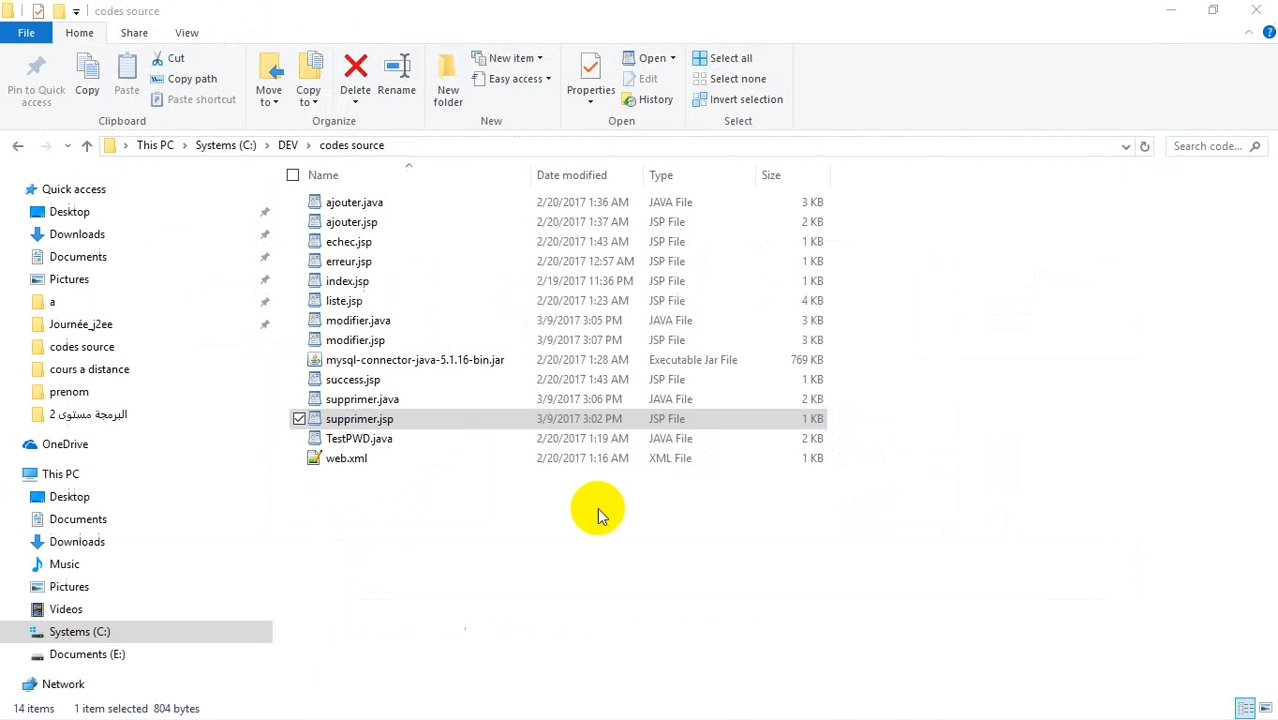 codes source
File Home Share View
Pin to Quick access
Copy
Paste
Cut
Copy path
Paste shortcut
Move to
Copy to
Delete
Rename
New folder
New item
Easy access
Properties
Open
Edit
History
Select all
Select none
Invert selection
Clipboard Organize New Open Select
This PC Systems (C:) DEV codes source
Search code...
Name Date modified Type Size
Quick access
Desktop
Downloads
Documents
Pictures
a
Journée_j2ee
codes source
cours a distance
prenom
البرمجة مستوى 2
OneDrive
This PC
Desktop
Documents
Downloads
Music
Pictures
Videos
Systems (C:)
Documents (E:)
Network
ajouter.java 2/20/2017 1:36 AM JAVA File 3 KB
ajouter.jsp 2/20/2017 1:37 AM JSP File 2 KB
echec.jsp 2/20/2017 1:43 AM JSP File 1 KB
erreur.jsp 2/20/2017 12:57 AM JSP File 1 KB
index.jsp 2/19/2017 11:36 PM JSP File 1 KB
liste.jsp 2/20/2017 1:23 AM JSP File 4 KB
modifier.java 3/9/2017 3:05 PM JAVA File 3 KB
modifier.jsp 3/9/2017 3:07 PM JSP File 3 KB
mysql-connector-java-5.1.16-bin.jar 2/20/2017 1:28 AM Executable Jar File 769 KB
success.jsp 2/20/2017 1:43 AM JSP File 1 KB
supprimer.java 3/9/2017 3:06 PM JAVA File 2 KB
supprimer.jsp 3/9/2017 3:02 PM JSP File 1 KB
TestPWD.java 2/20/2017 1:19 AM JAVA File 2 KB
web.xml 2/20/2017 1:16 AM XML File 1 KB
14 items 1 item selected 804 bytes